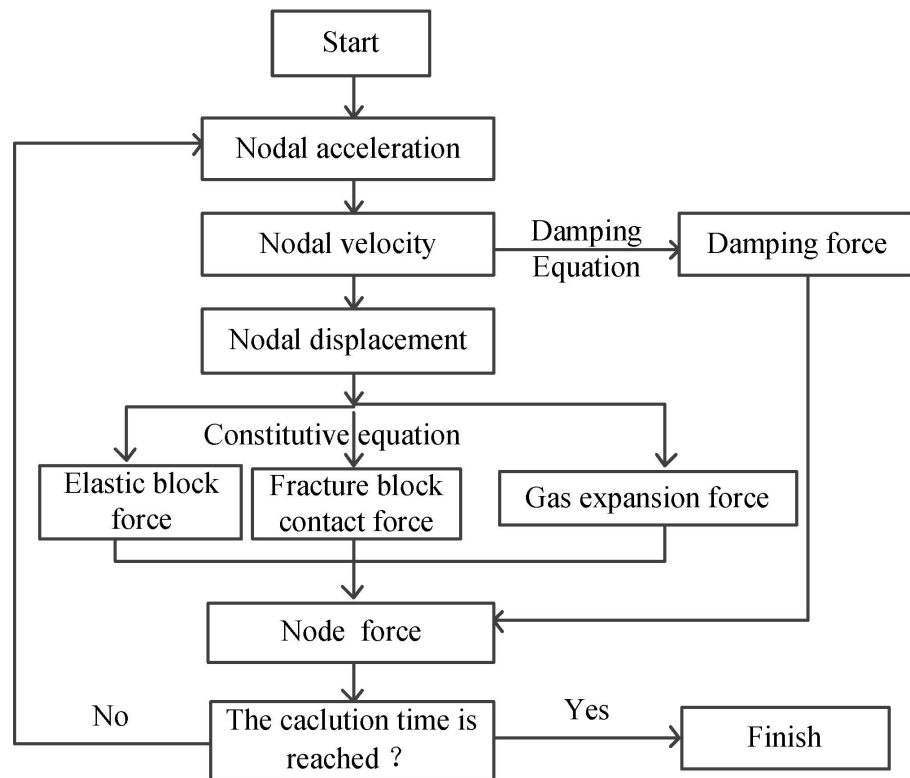 Start
Nodal acceleration
Nodal velocity
Damping
Equation
Damping force
Nodal displacement
Constitutive equation
Elastic block
force
Fracture block
contact force
Gas expansion force
Node force
No
The caclution time is
reached ?
Yes
Finish